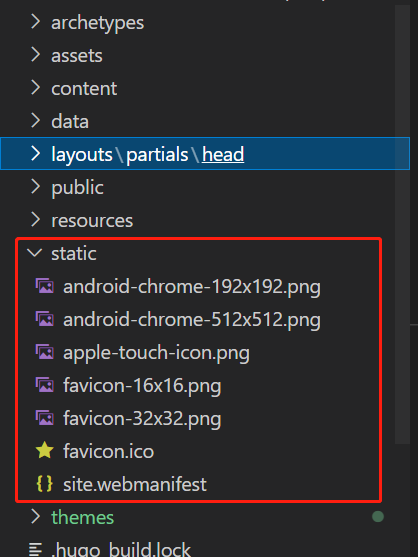 archetypes
assets
content
data
layouts\partials\head
public
resources
static
android-chrome-192x192.png
android-chrome-512x512.png
apple-touch-icon.png
favicon-16x16.png
favicon-32x32.png
favicon.ico
{} site.webmanifest
themes
.hugo_build.lock